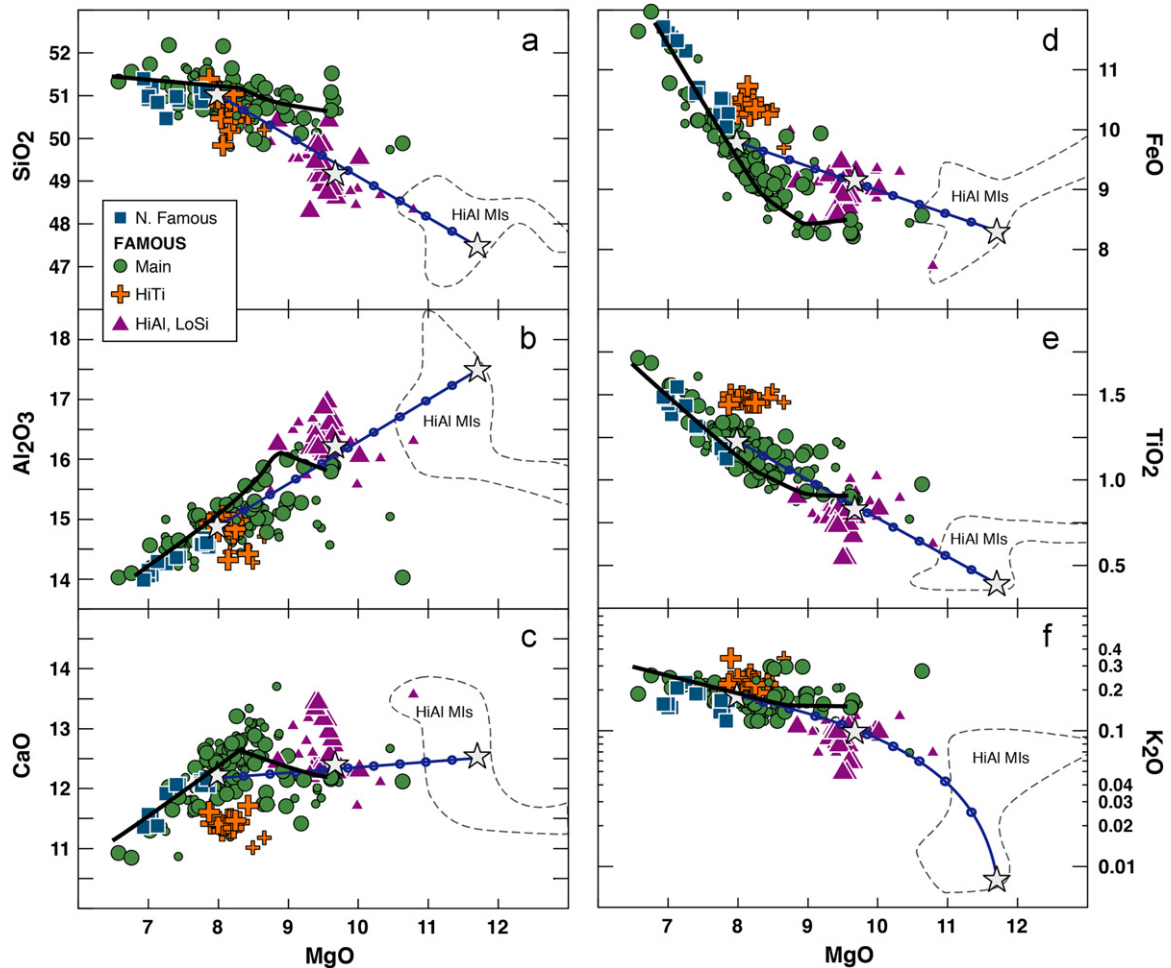 a
52
51
50
49
48
47
SiO2
HiAl MIs
N. Famous
FAMOUS
Main
HiTi
HiAl, LoSi
d
11
10
9
8
FeO
HiAl MIs
b
18
17
16
15
14
Al2O3
HiAl MIs
e
1.5
1.0
0.5
TiO2
HiAl MIs
c
14
13
12
11
CaO
HiAl MIs
7 8 9 10 11 12
MgO
f
0.4
0.3
0.2
0.1
0.04
0.03
0.02
0.01
K2O
HiAl MIs
7 8 9 10 11 12
MgO